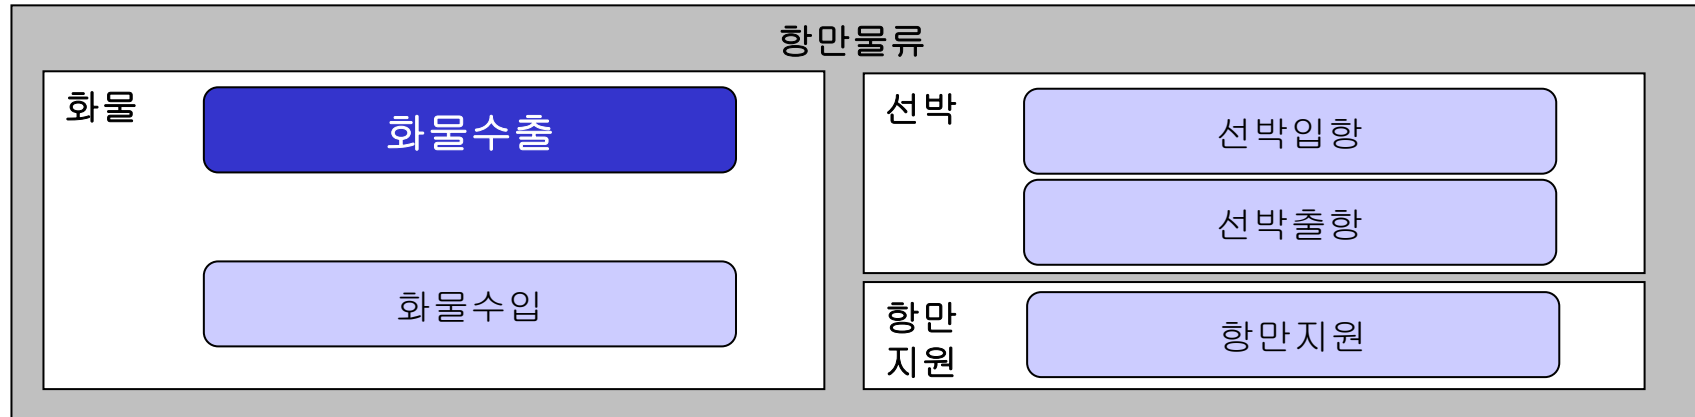 항만물류
화물
화물수출
화물수입
선박
선박입항
선박출항
항만
지원
항만지원